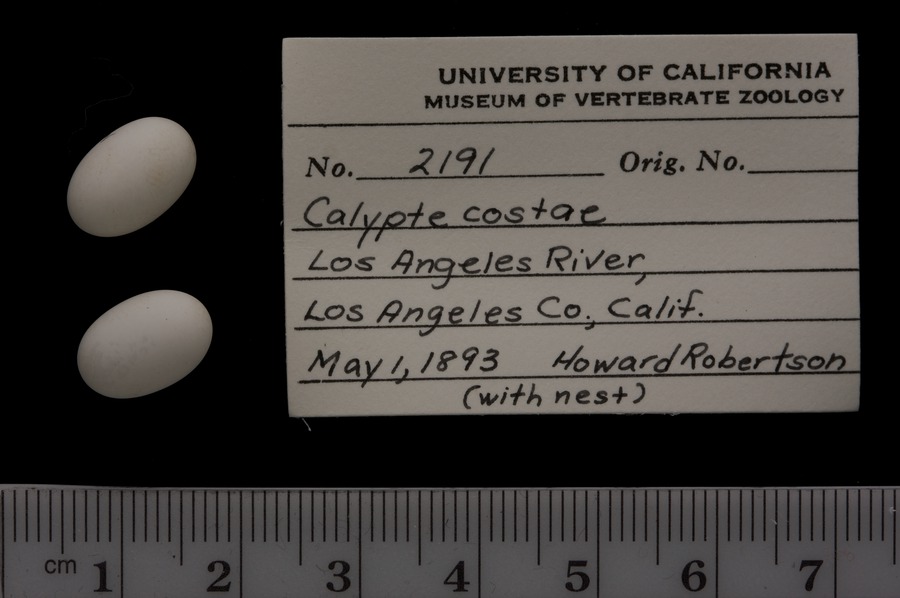 UNIVERSITY OF CALIFORNIA
MUSEUM OF VERTEBRATE ZOOLOGY
No. 2191 Orig. No.
Calypte costae
Los Angeles River,
Los Angeles Co., Calif.
May 1, 1893 Howard Robertson
(with nest)
cm 1 2 3 4 5 6 7